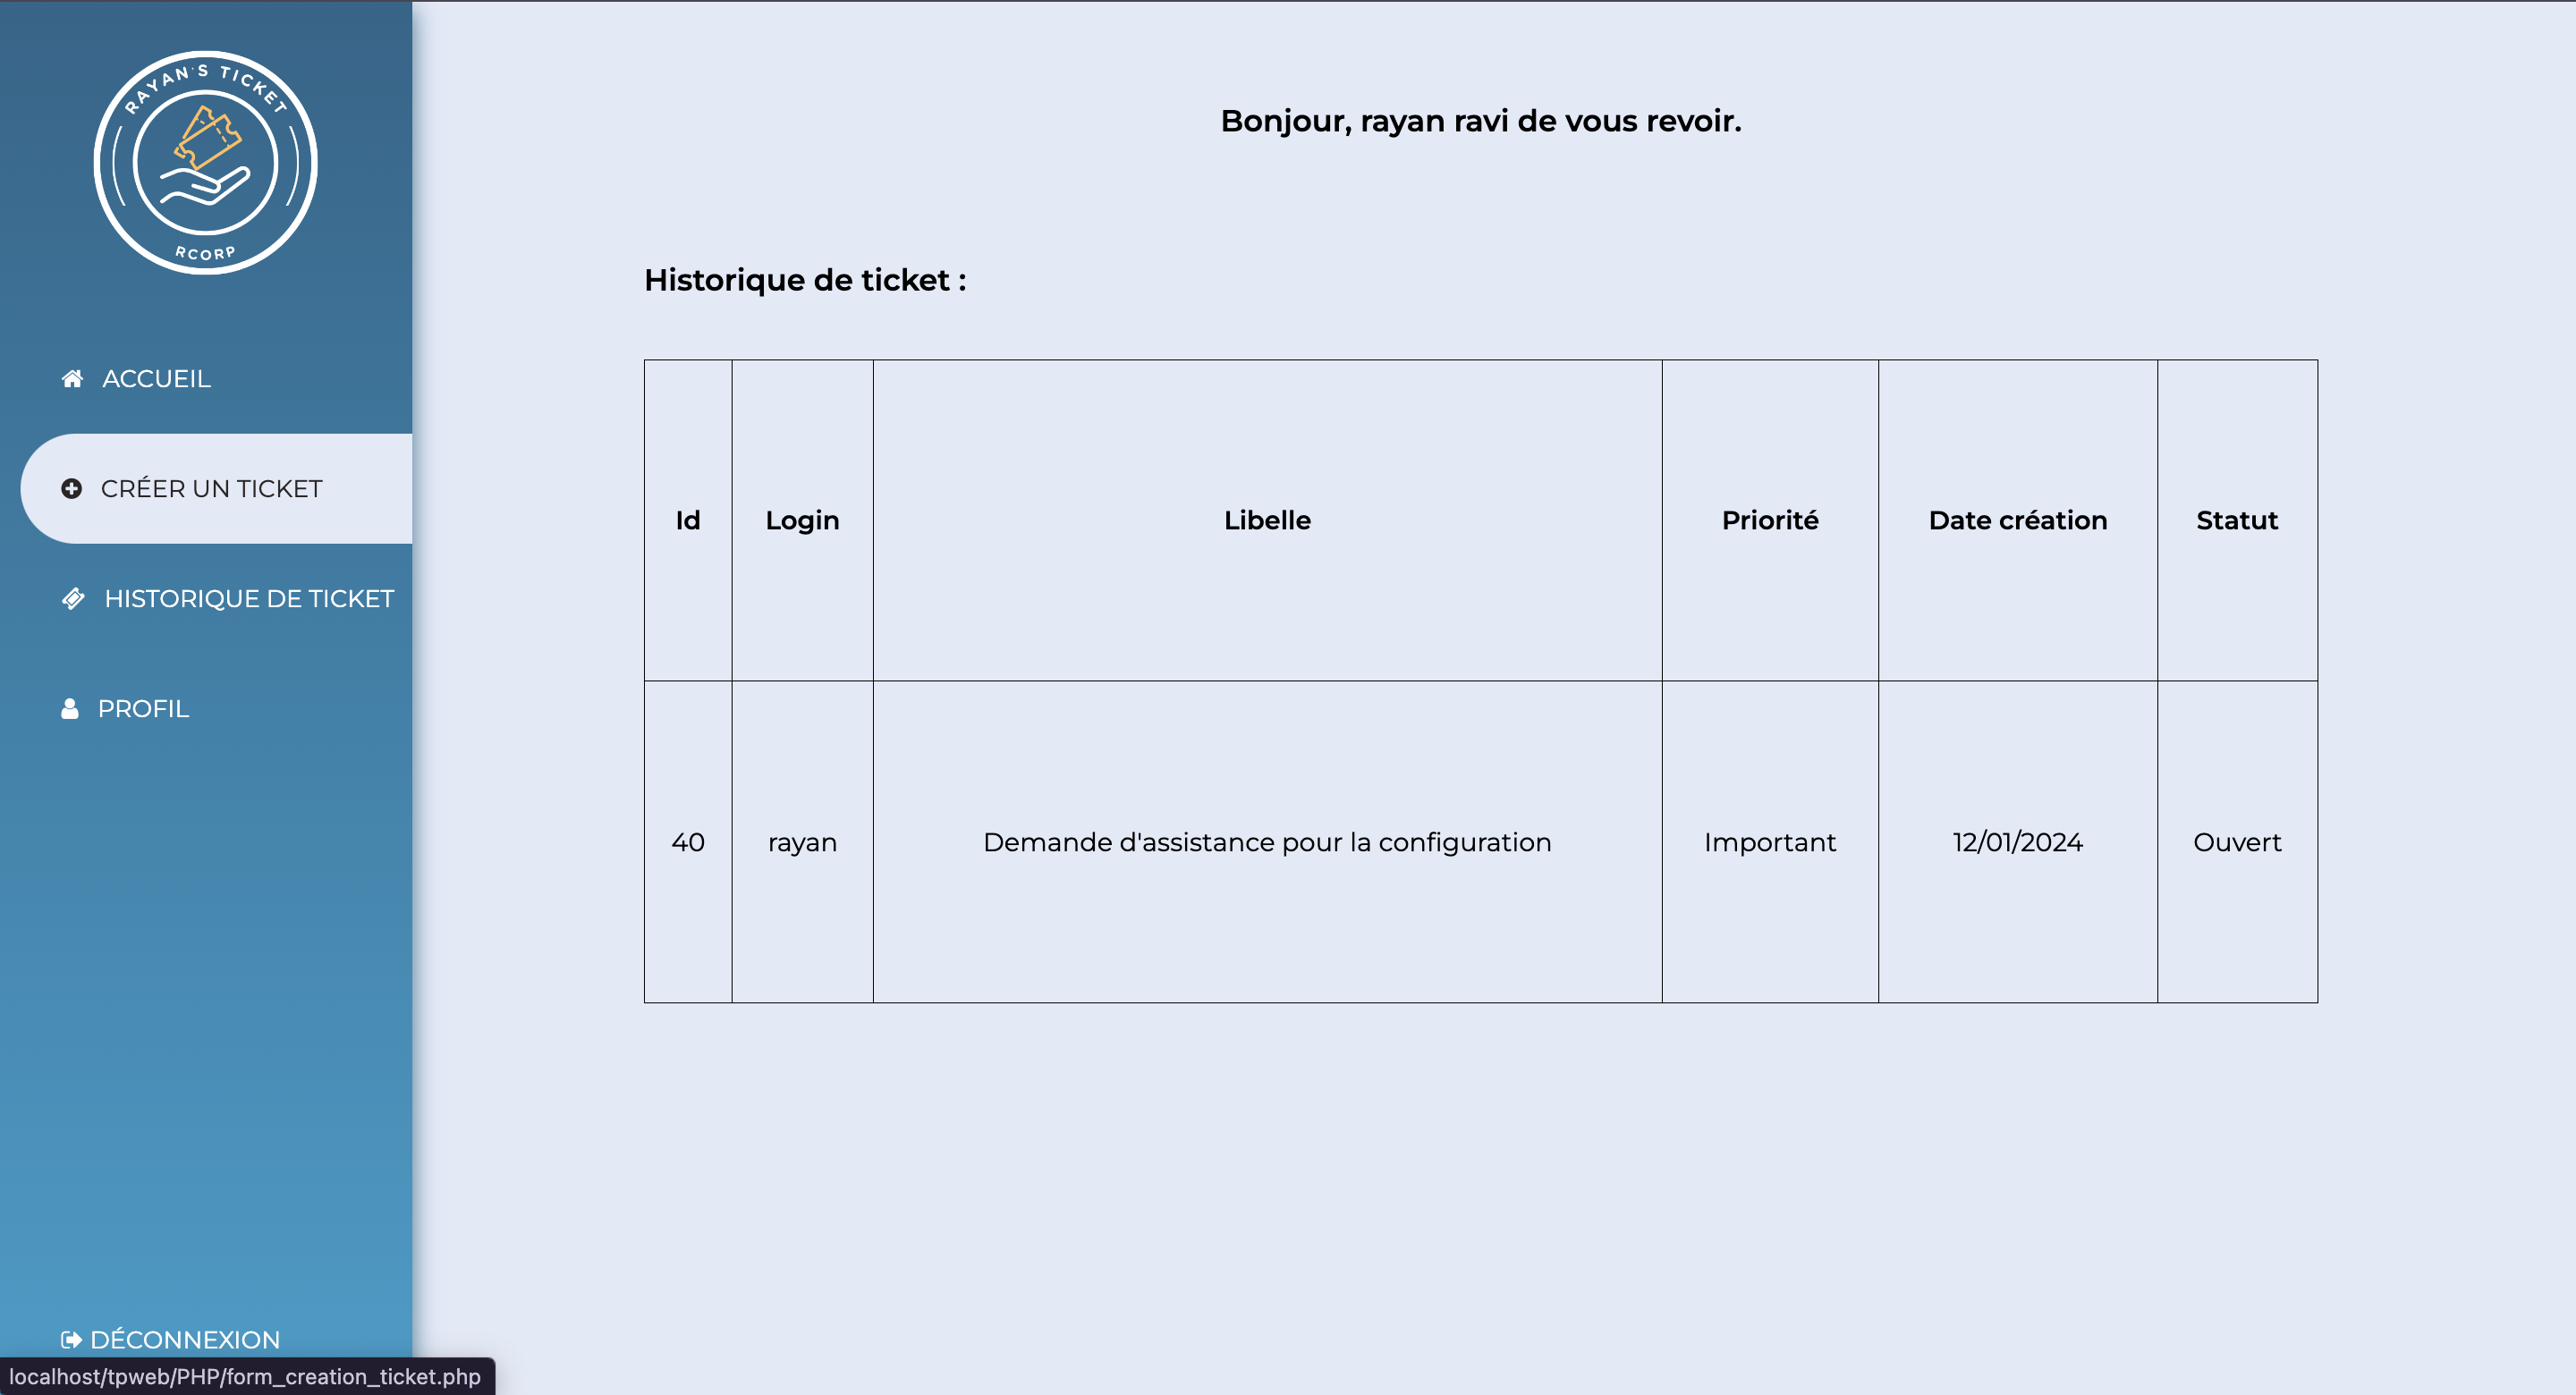 RAYAN'S TICKET
RCORP
ACCUEIL
CRÉER UN TICKET
HISTORIQUE DE TICKET
PROFIL
DÉCONNEXION
localhost/tpweb/PHP/form_creation_ticket.php
Bonjour, rayan ravi de vous revoir.
Historique de ticket :
Id Login Libelle Priorité Date création Statut
40 rayan Demande d'assistance pour la configuration Important 12/01/2024 Ouvert